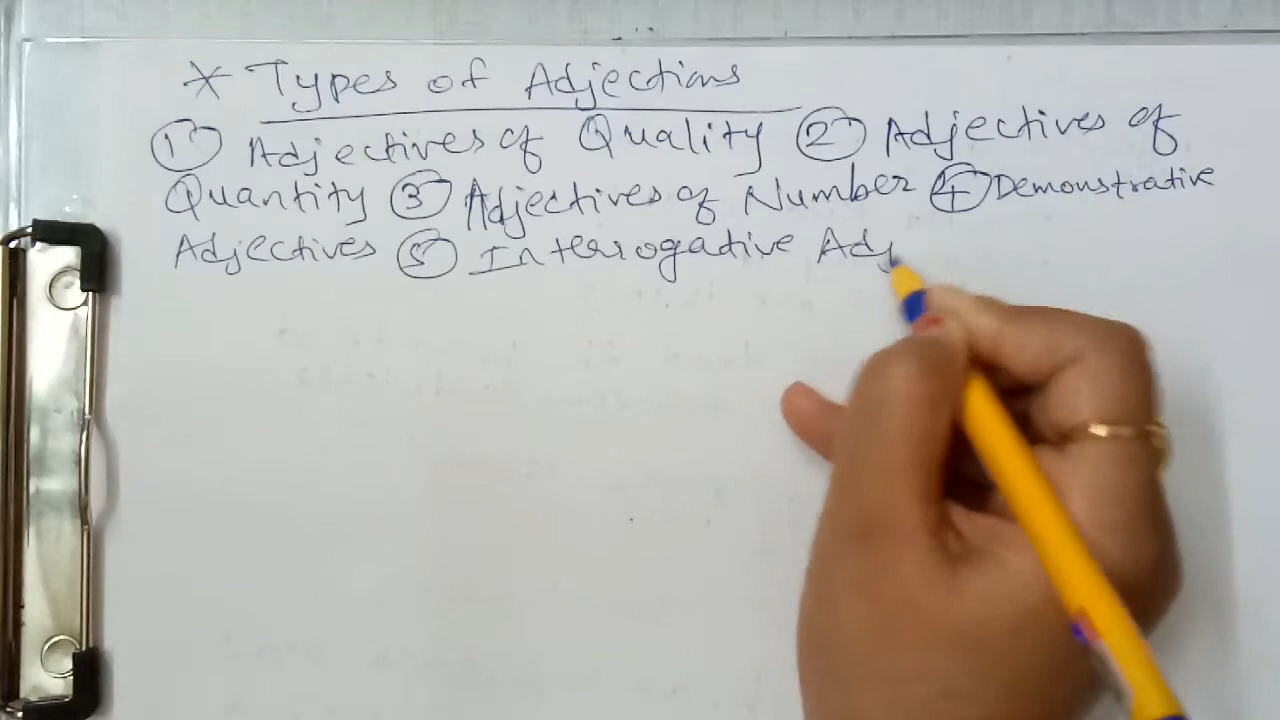 * Types of Adjections
① Adjectives of Quality ② Adjectives of
Quantity ③ Adjectives of Number ④ Demonstrative
Adjectives ⑤ Interrogative Adj